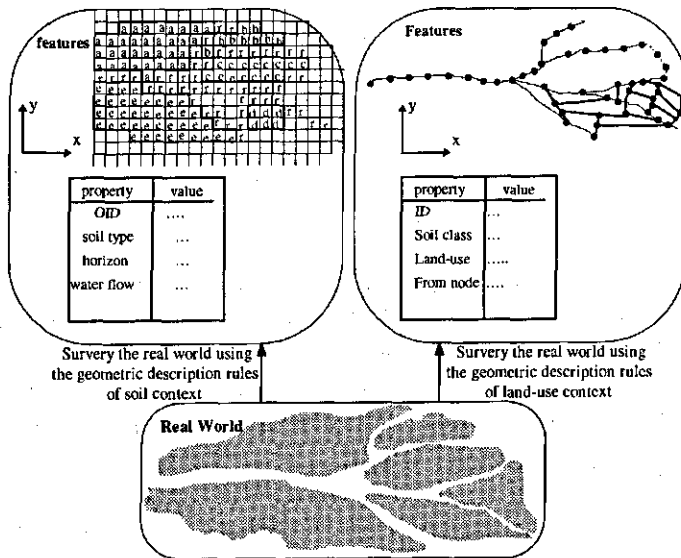 features
a a a a a a a r h h
a a a a a a a r h h h h h
a a a a a a a r b r r r r r r r
a a a a a a a r r c c c c c c c
e r r r a r r r r c c e r r r r
e e e e r r r r r r r r r r r
e e e e e e e r r r r r
e e e e e e e e r r r d d d r r
e e e e e e e e e r r d d d r
e e e e e e e r
y
x
property value
OID ....
soil type ...
horizon ...
water flow ...
Features
y
x
property value
ID ...
Soil class ...
Land-use .....
From node ....
Survery the real world using
the geometric description rules
of soil context
Survery the real world using
the geometric description rules
of land-use context
Real World